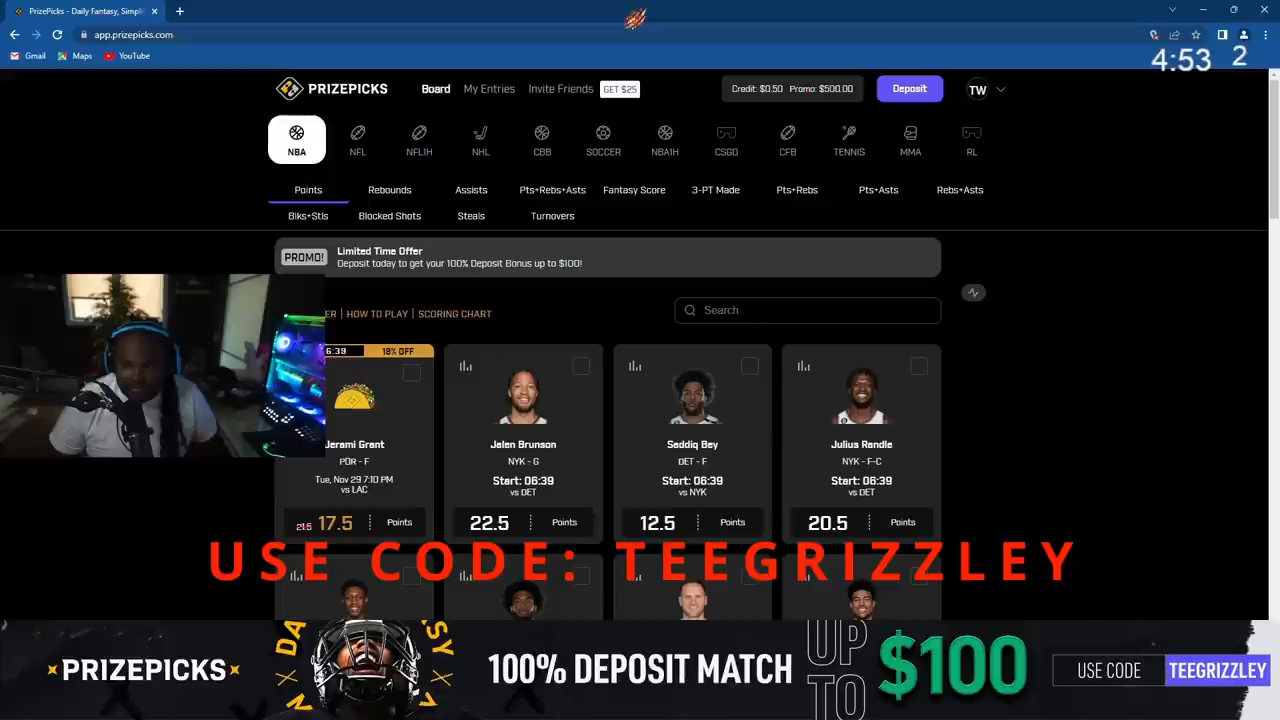 PrizePicks - Daily Fantasy, Simpl
app.prizepicks.com
Gmail Maps YouTube
4:53 2
PRIZEPICKS Board My Entries Invite Friends GET $25 Credit: $0.50 Promo: $500.00 Deposit TW
NBA NFL NFL1H NHL CBB SOCCER NBA1H CSGO CFB TENNIS MMA RL
Points Rebounds Assists Pts+Rebs+Asts Fantasy Score 3-PT Made Pts+Rebs Pts+Asts Rebs+Asts
Blks+Stls Blocked Shots Steals Turnovers
PROMO! Limited Time Offer
Deposit today to get your 100% Deposit Bonus up to $100!
ER | HOW TO PLAY | SCORING CHART Search
6:39 18% OFF
Jerami Grant Jalen Brunson Saddiq Bey Julius Randle
POR - F NYK - G DET - F NYK - F-C
Tue, Nov 29 7:10 PM Start: 06:39 Start: 06:39 Start: 06:39
vs LAC vs DET vs NYK vs DET
21.5 17.5 Points 22.5 Points 12.5 Points 20.5 Points
USE CODE: TEEGRIZZLEY
PRIZEPICKS 100% DEPOSIT MATCH UP TO $100 USE CODE TEEGRIZZLEY